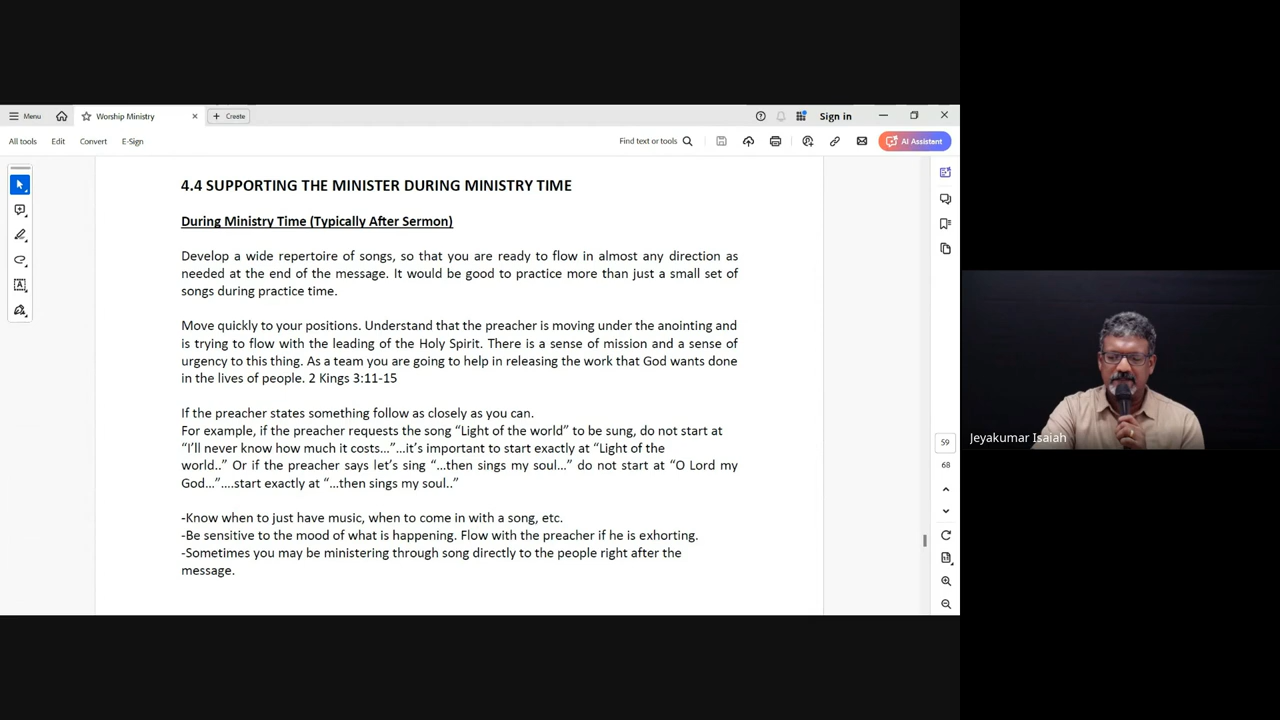 Menu
Worship Ministry
Create
Sign in
All tools
Edit
Convert
E-Sign
Find text or tools
AI Assistant
4.4 SUPPORTING THE MINISTER DURING MINISTRY TIME
During Ministry Time (Typically After Sermon)
Develop a wide repertoire of songs, so that you are ready to flow in almost any direction as
needed at the end of the message. It would be good to practice more than just a small set of
songs during practice time.
Move quickly to your positions. Understand that the preacher is moving under the anointing and
is trying to flow with the leading of the Holy Spirit. There is a sense of mission and a sense of
urgency to this thing. As a team you are going to help in releasing the work that God wants done
in the lives of people. 2 Kings 3:11-15
If the preacher states something follow as closely as you can.
For example, if the preacher requests the song “Light of the world” to be sung, do not start at
“I’ll never know how much it costs...”...it’s important to start exactly at “Light of the
world..” Or if the preacher says let’s sing “...then sings my soul...” do not start at “O Lord my
God...”....start exactly at “...then sings my soul..”
-Know when to just have music, when to come in with a song, etc.
-Be sensitive to the mood of what is happening. Flow with the preacher if he is exhorting.
-Sometimes you may be ministering through song directly to the people right after the
message.
59
68
Jeyakumar Isaiah